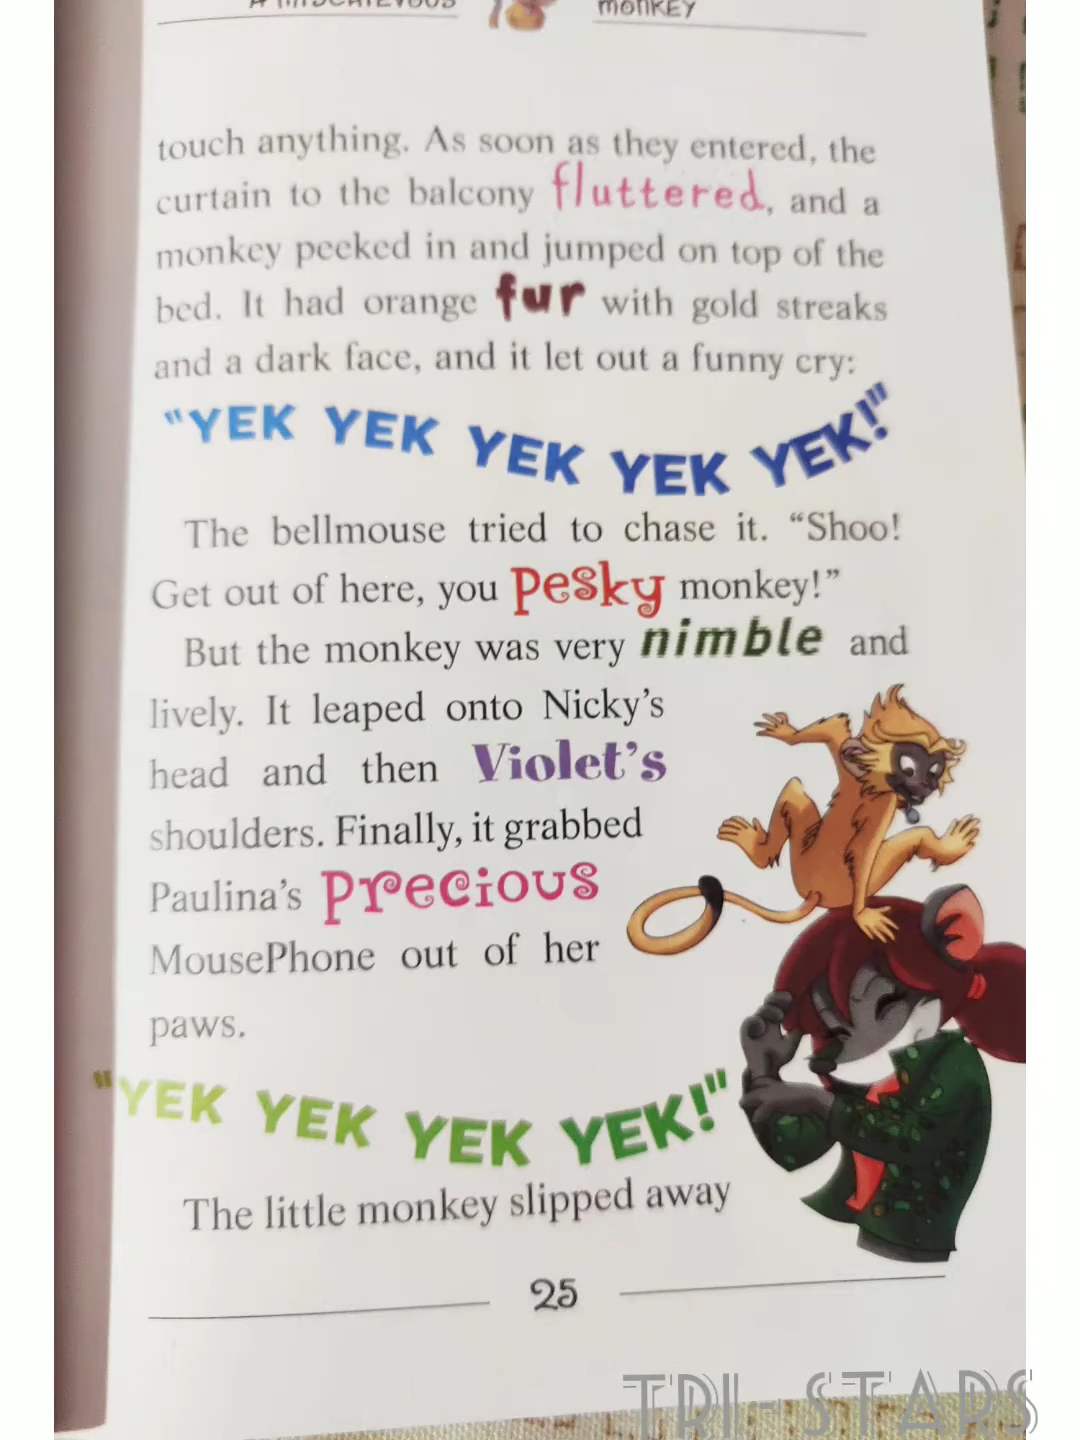 A MISCHIEVOUS MONKEY
touch anything. As soon as they entered, the
curtain to the balcony fluttered, and a
monkey peeked in and jumped on top of the
bed. It had orange fur with gold streaks
and a dark face, and it let out a funny cry:
"YEK YEK YEK YEK YEK!"
The bellmouse tried to chase it. “Shoo!
Get out of here, you pesky monkey!”
But the monkey was very nimble and
lively. It leaped onto Nicky’s
head and then Violet’s
shoulders. Finally, it grabbed
Paulina’s precious
MousePhone out of her
paws.
"YEK YEK YEK YEK!"
The little monkey slipped away
25
TRI-STARS